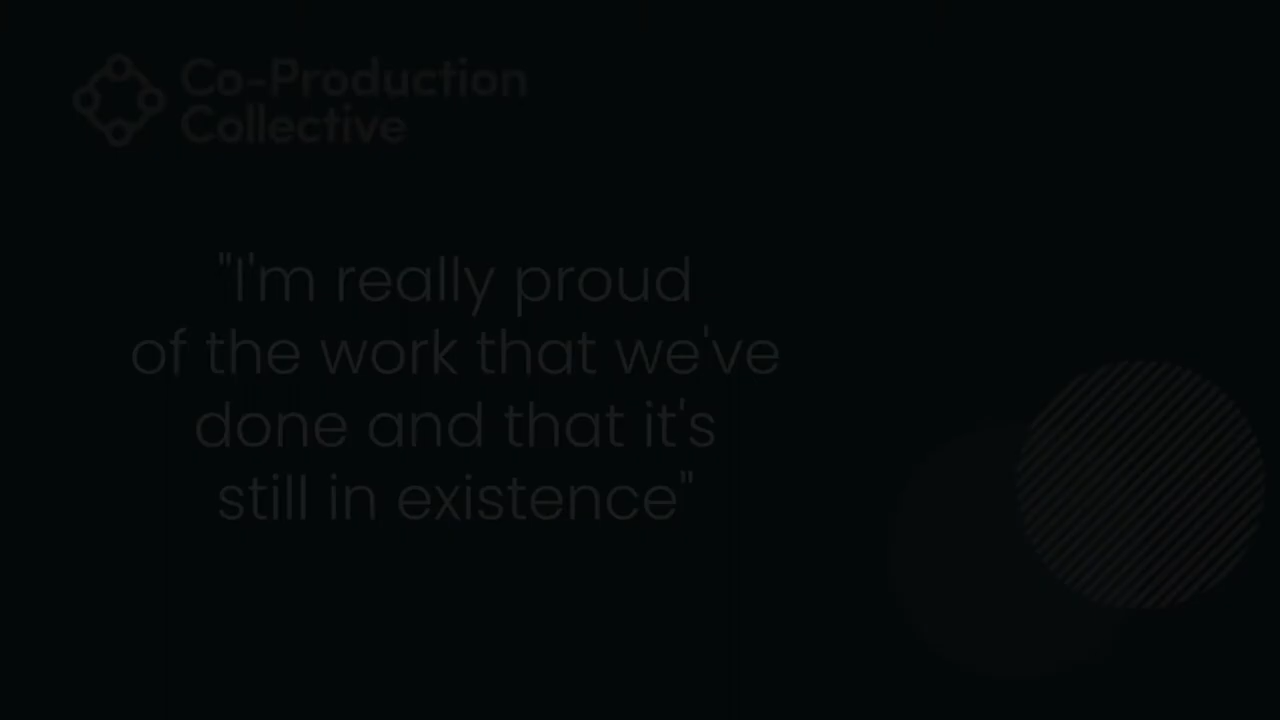 Co-Production
Collective
"I'm really proud
of the work that we've
done and that it's
still in existence"